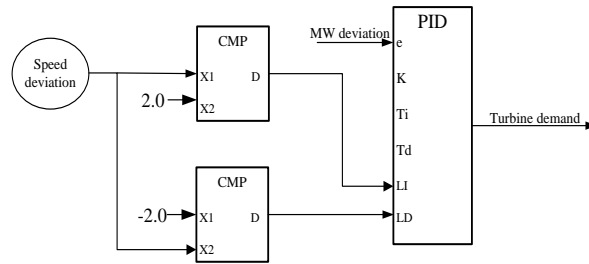 PID
CMP
MW deviation
e
Speed
deviation
X1
D
K
2.0
X2
Ti
Turbine demand
Td
CMP
LI
-2.0
X1
D
LD
X2